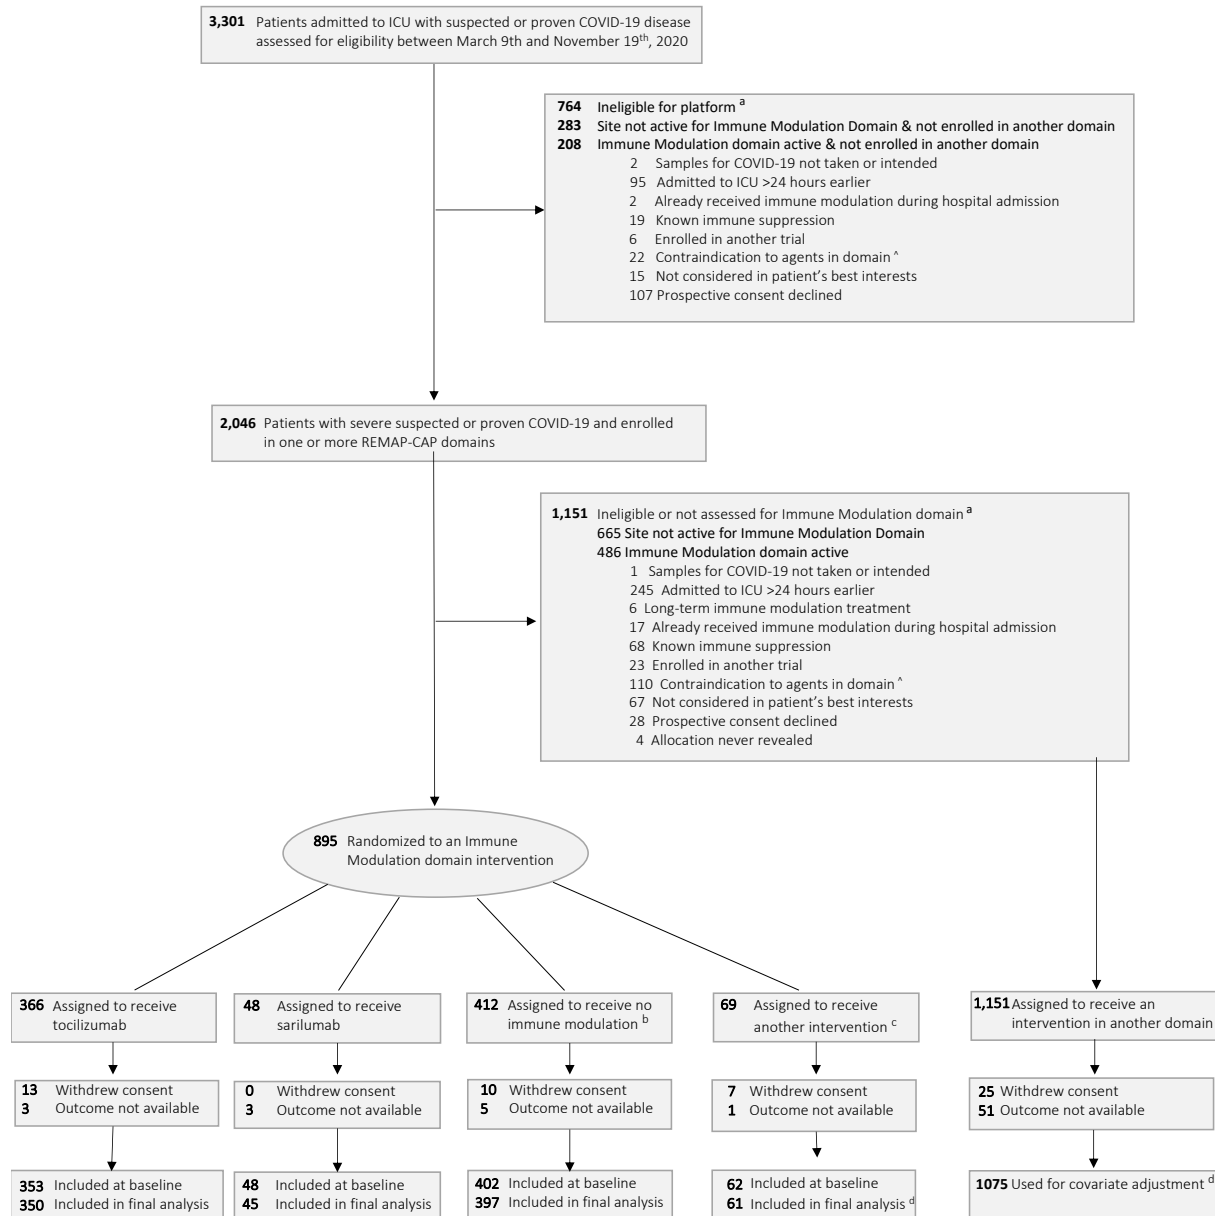 3,301 Patients admitted to ICU with suspected or proven COVID-19 disease
assessed for eligibility between March 9th and November 19th, 2020
764 Ineligible for platform a
283 Site not active for Immune Modulation Domain & not enrolled in another domain
208 Immune Modulation domain active & not enrolled in another domain
2 Samples for COVID-19 not taken or intended
95 Admitted to ICU >24 hours earlier
2 Already received immune modulation during hospital admission
19 Known immune suppression
6 Enrolled in another trial
22 Contraindication to agents in domain ^
15 Not considered in patient’s best interests
107 Prospective consent declined
2,046 Patients with severe suspected or proven COVID-19 and enrolled
in one or more REMAP-CAP domains
1,151 Ineligible or not assessed for Immune Modulation domain a
665 Site not active for Immune Modulation Domain
486 Immune Modulation domain active
1 Samples for COVID-19 not taken or intended
245 Admitted to ICU >24 hours earlier
6 Long-term immune modulation treatment
17 Already received immune modulation during hospital admission
68 Known immune suppression
23 Enrolled in another trial
110 Contraindication to agents in domain ^
67 Not considered in patient’s best interests
28 Prospective consent declined
4 Allocation never revealed
895 Randomized to an Immune
Modulation domain intervention
366 Assigned to receive
tocilizumab
48 Assigned to receive
sarilumab
412 Assigned to receive no
immune modulation b
69 Assigned to receive
another intervention c
1,151 Assigned to receive an
intervention in another domain
13 Withdrew consent
3 Outcome not available
0 Withdrew consent
3 Outcome not available
10 Withdrew consent
5 Outcome not available
7 Withdrew consent
1 Outcome not available
25 Withdrew consent
51 Outcome not available
353 Included at baseline
350 Included in final analysis
48 Included at baseline
45 Included in final analysis
402 Included at baseline
397 Included in final analysis
62 Included at baseline
61 Included in final analysis d
1075 Used for covariate adjustment d